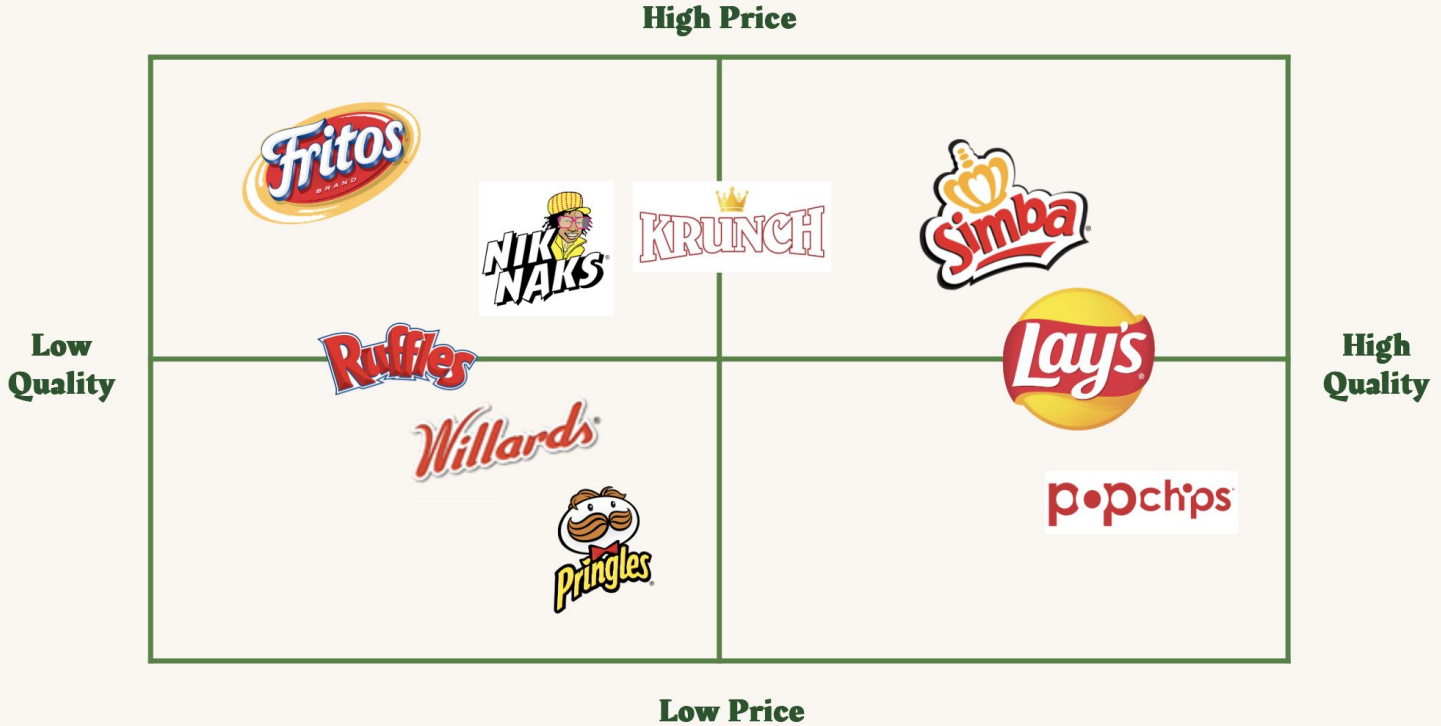 High Price
Fritos
BRAND
NIK
NAKS
KRUNCH
Simba
Low
Quality
Ruffles
Lay's
High
Quality
Willards
popchips
Pringles
Low Price